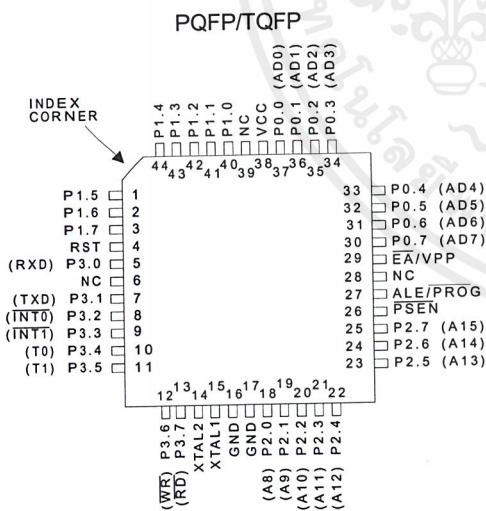 PQFP/TQFP
INDEX
CORNER
P1.4
P1.3
P1.2
P1.1
P1.0
NC
VCC
P0.0 (AD0)
P0.1 (AD1)
P0.2 (AD2)
P0.3 (AD3)
44 43 42 41 40 39 38 37 36 35 34
P1.5 1
P1.6 2
P1.7 3
RST 4
(RXD) P3.0 5
NC 6
(TXD) P3.1 7
(INT0) P3.2 8
(INT1) P3.3 9
(T0) P3.4 10
(T1) P3.5 11
33 P0.4 (AD4)
32 P0.5 (AD5)
31 P0.6 (AD6)
30 P0.7 (AD7)
29 EA/VPP
28 NC
27 ALE/PROG
26 PSEN
25 P2.7 (A15)
24 P2.6 (A14)
23 P2.5 (A13)
12 13 14 15 16 17 18 19 20 21 22
(WR) P3.6
(RD) P3.7
XTAL2
XTAL1
GND
GND
(A8) P2.0
(A9) P2.1
(A10) P2.2
(A11) P2.3
(A12) P2.4